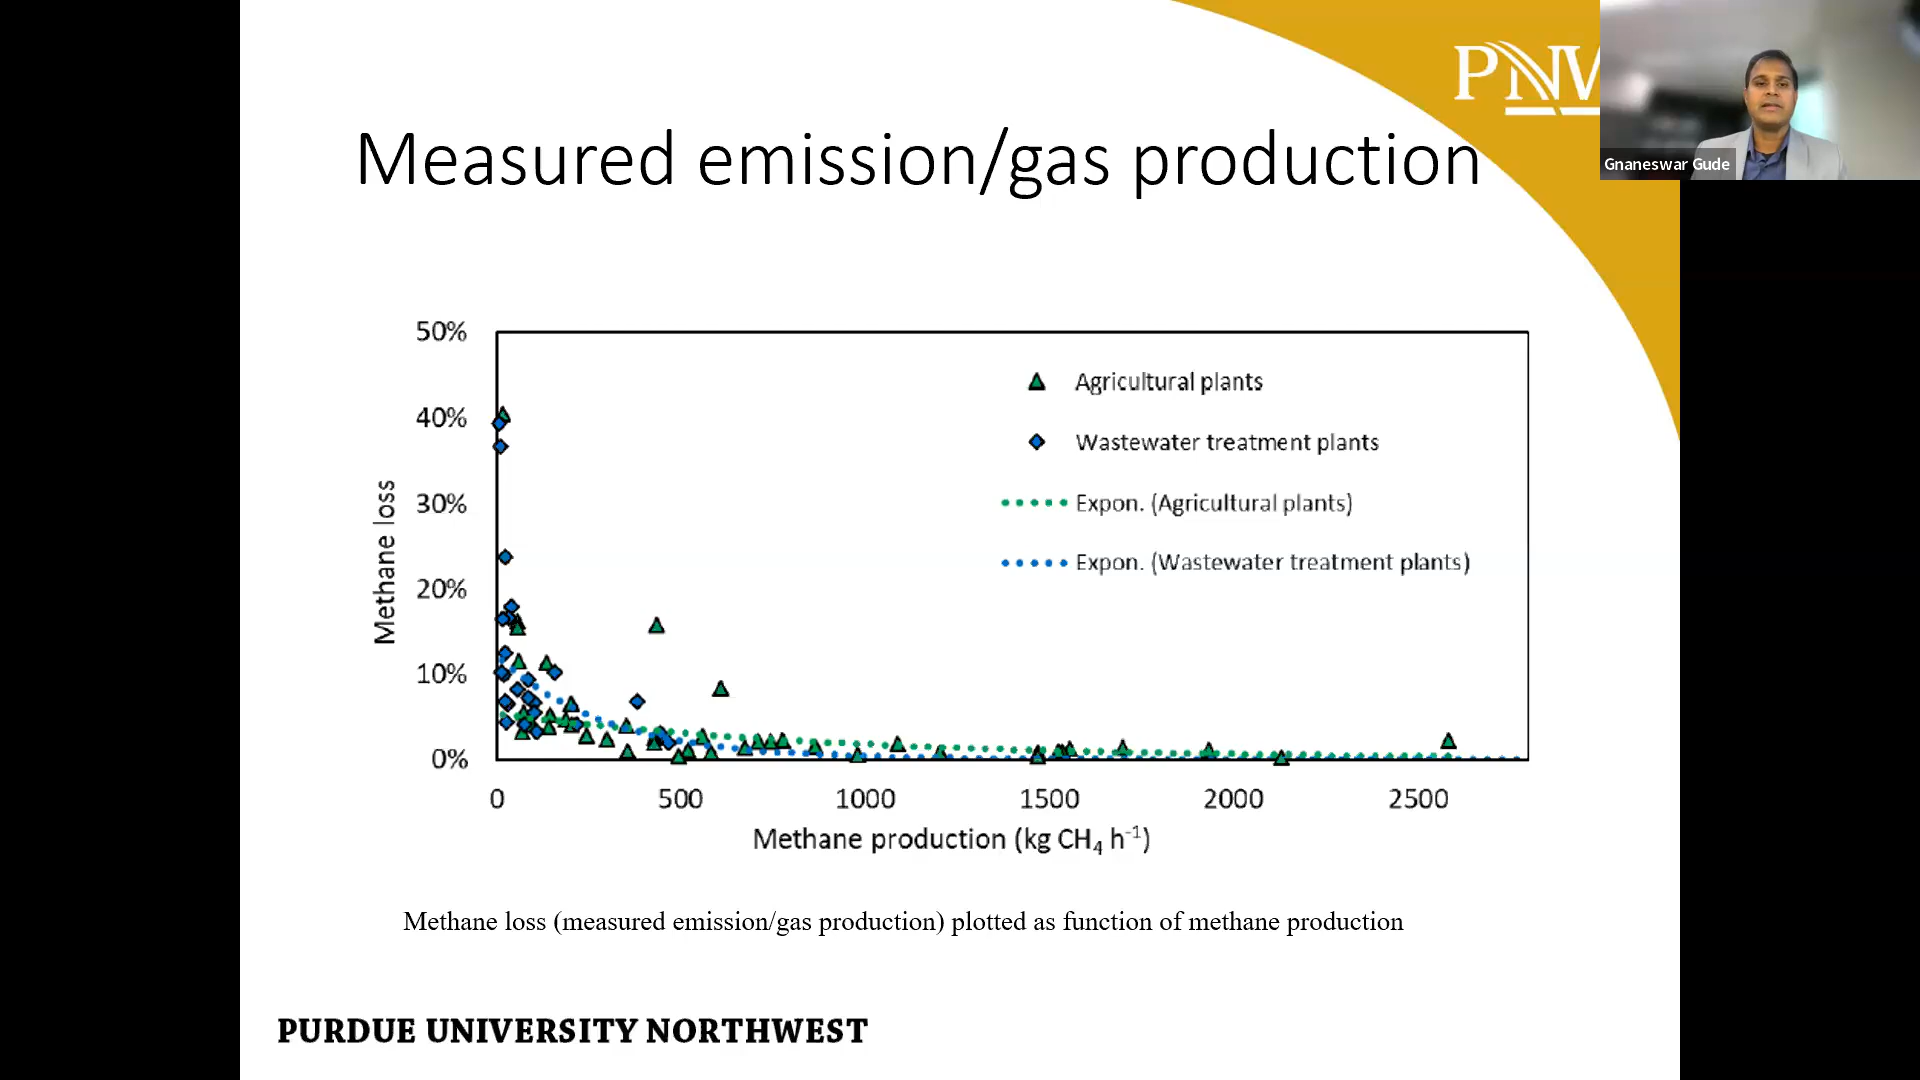 PNW
Gnaneswar Gude
Measured emission/gas production
50%
40%
30%
20%
10%
0%
Methane loss
Agricultural plants
Wastewater treatment plants
Expon. (Agricultural plants)
Expon. (Wastewater treatment plants)
0 500 1000 1500 2000 2500
Methane production (kg CH₄ h⁻¹)
Methane loss (measured emission/gas production) plotted as function of methane production
PURDUE UNIVERSITY NORTHWEST